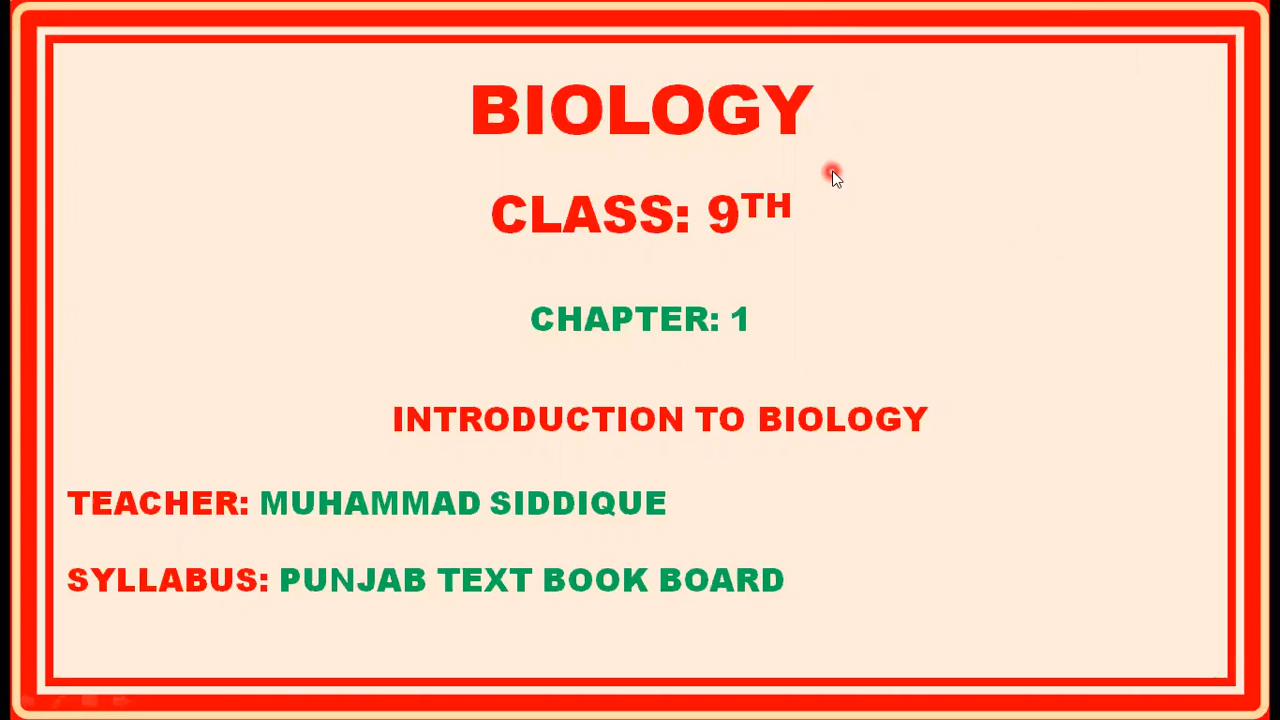 BIOLOGY
CLASS: 9TH
CHAPTER: 1
INTRODUCTION TO BIOLOGY
TEACHER: MUHAMMAD SIDDIQUE
SYLLABUS: PUNJAB TEXT BOOK BOARD